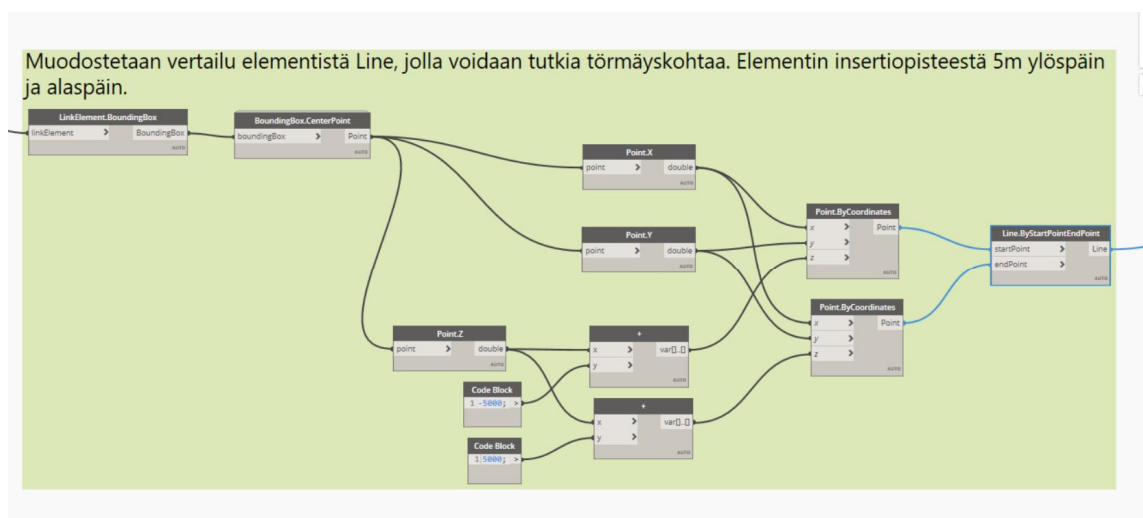 Muodostetaan vertailu elementistä Line, jolla voidaan tutkia törmäyskohtaa. Elementin insertiopisteestä 5m ylöspäin
ja alaspäin.
LinkElement.BoundingBox
linkElement > BoundingBox
AUTO
BoundingBox.CenterPoint
boundingBox > Point
AUTO
Point.X
point > double
AUTO
Point.Y
point > double
AUTO
Point.Z
point > double
AUTO
Code Block
1 -5000; >
Code Block
1 5000; >
+
x > var[]..[]
y >
AUTO
+
x > var[]..[]
y >
AUTO
Point.ByCoordinates
x > Point
y >
z >
AUTO
Point.ByCoordinates
x > Point
y >
z >
AUTO
Line.ByStartPointEndPoint
startPoint > Line
endPoint >
AUTO